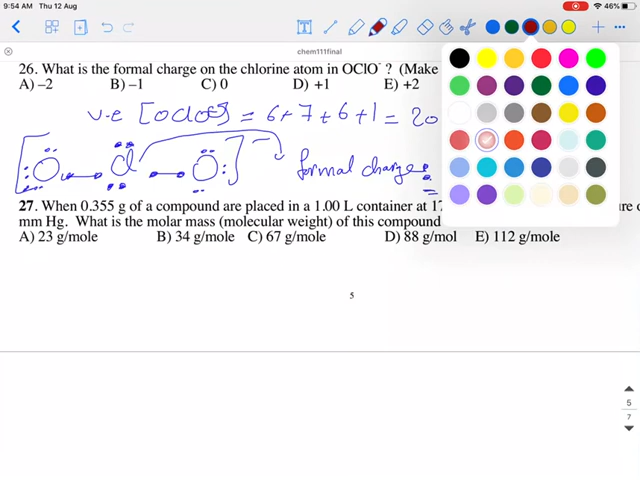 9:54 AM Thu 12 Aug 46%
chem111final
26. What is the formal charge on the chlorine atom in OClO⁻ ? (Make
A) –2 B) –1 C) 0 D) +1 E) +2
v.e [OClO] = 6+7+6+1 = 20
[O Cl O:]⁻ formal charge
27. When 0.355 g of a compound are placed in a 1.00 L container at 17 ure o
mm Hg. What is the molar mass (molecular weight) of this compound
A) 23 g/mole B) 34 g/mole C) 67 g/mole D) 88 g/mol E) 112 g/mole
5
5
7